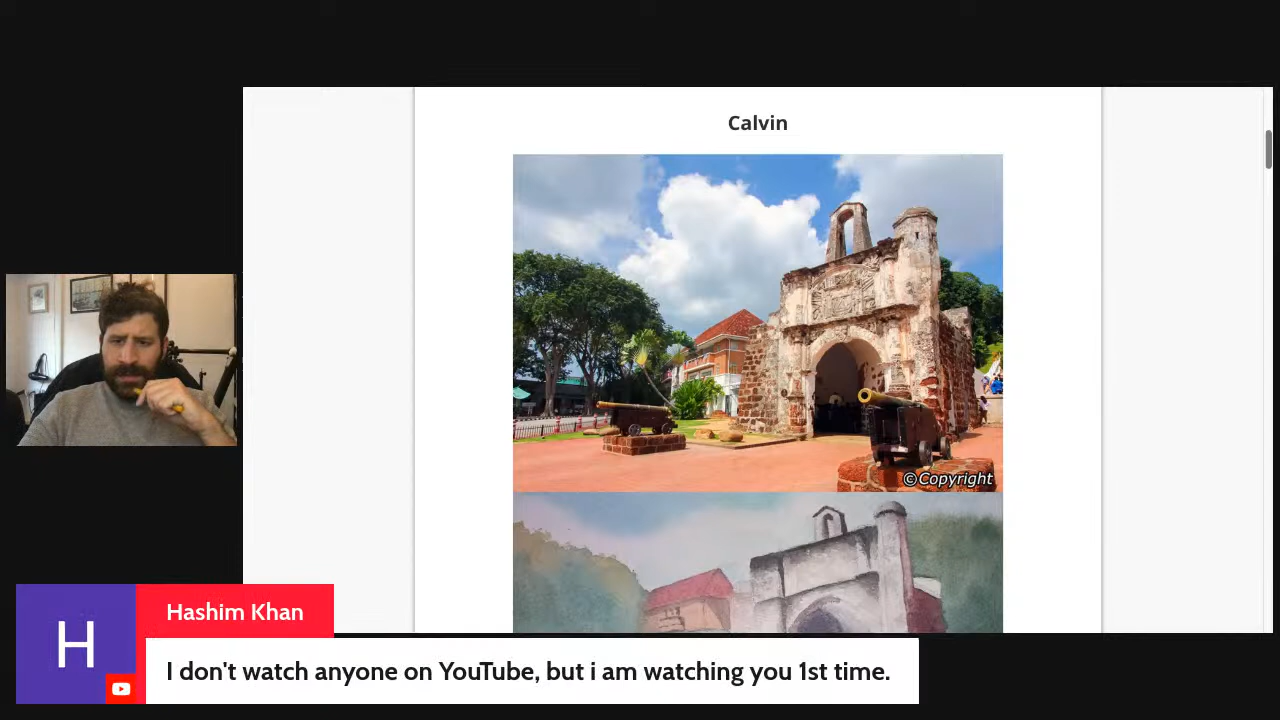 Calvin
©Copyright
H
Hashim Khan
I don't watch anyone on YouTube, but i am watching you 1st time.